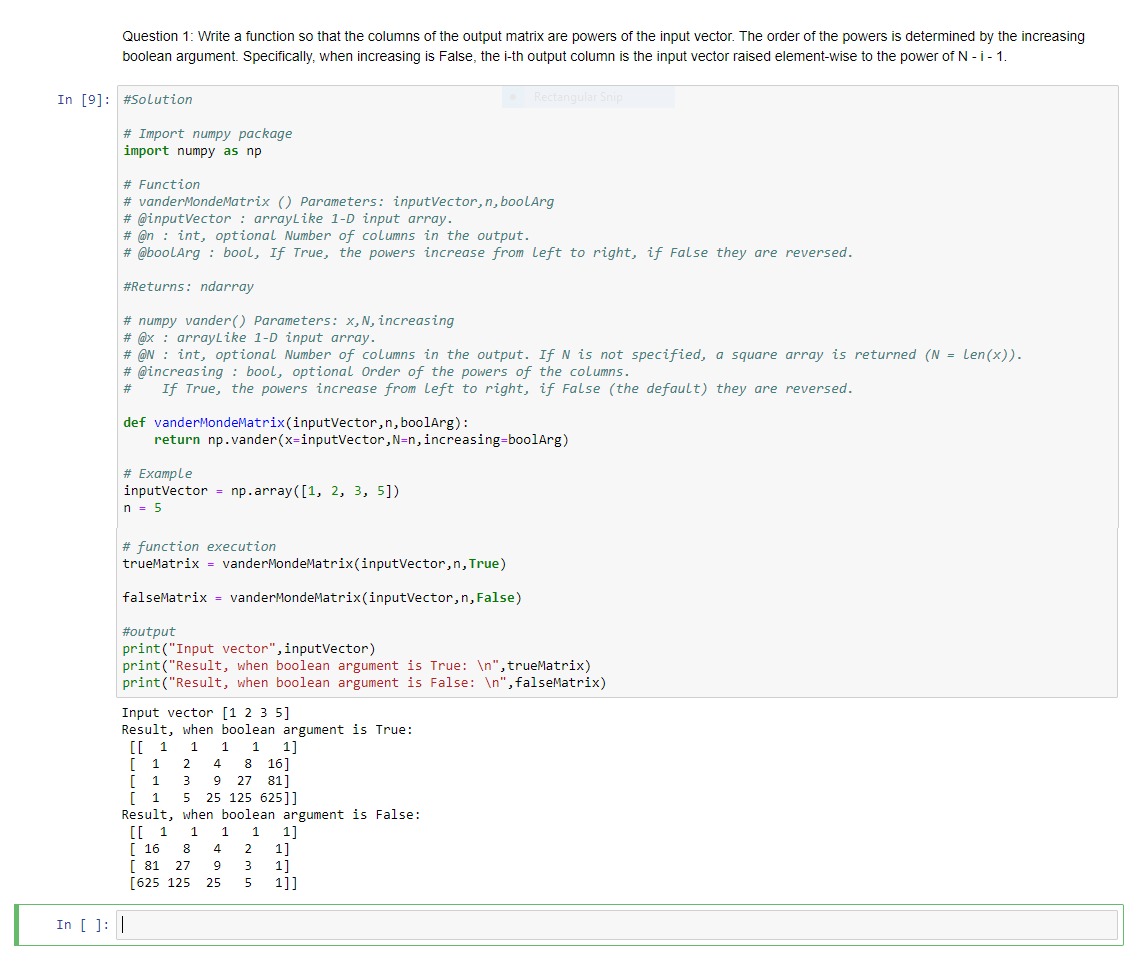 Question 1: Write a function so that the columns of the output matrix are powers of the input vector. The order of the powers is determined by the increasing
boolean argument. Specifically, when increasing is False, the i-th output column is the input vector raised element-wise to the power of N - i - 1.
In [9]: #Solution
Rectangular Snip
# Import numpy package
import numpy as np
# Function
# vanderMondeMatrix () Parameters: inputVector,n,boolArg
# @inputVector : arrayLike 1-D input array.
# @n : int, optional Number of columns in the output.
# @boolArg : bool, If True, the powers increase from left to right, if False they are reversed.
#Returns: ndarray
# numpy vander() Parameters: x,N,increasing
# @x : arrayLike 1-D input array.
# @N : int, optional Number of columns in the output. If N is not specified, a square array is returned (N = len(x)).
# @increasing : bool, optional Order of the powers of the columns.
#    If True, the powers increase from left to right, if False (the default) they are reversed.
def vanderMondeMatrix(inputVector,n,boolArg):
    return np.vander(x=inputVector,N=n,increasing=boolArg)
# Example
inputVector = np.array([1, 2, 3, 5])
n = 5
# function execution
trueMatrix = vanderMondeMatrix(inputVector,n,True)
falseMatrix = vanderMondeMatrix(inputVector,n,False)
#output
print("Input vector",inputVector)
print("Result, when boolean argument is True: \n",trueMatrix)
print("Result, when boolean argument is False: \n",falseMatrix)
Input vector [1 2 3 5]
Result, when boolean argument is True:
 [[  1   1   1   1   1]
 [  1   2   4   8  16]
 [  1   3   9  27  81]
 [  1   5  25 125 625]]
Result, when boolean argument is False:
 [[  1   1   1   1   1]
 [ 16   8   4   2   1]
 [ 81  27   9   3   1]
 [625 125  25   5   1]]
In [ ]: